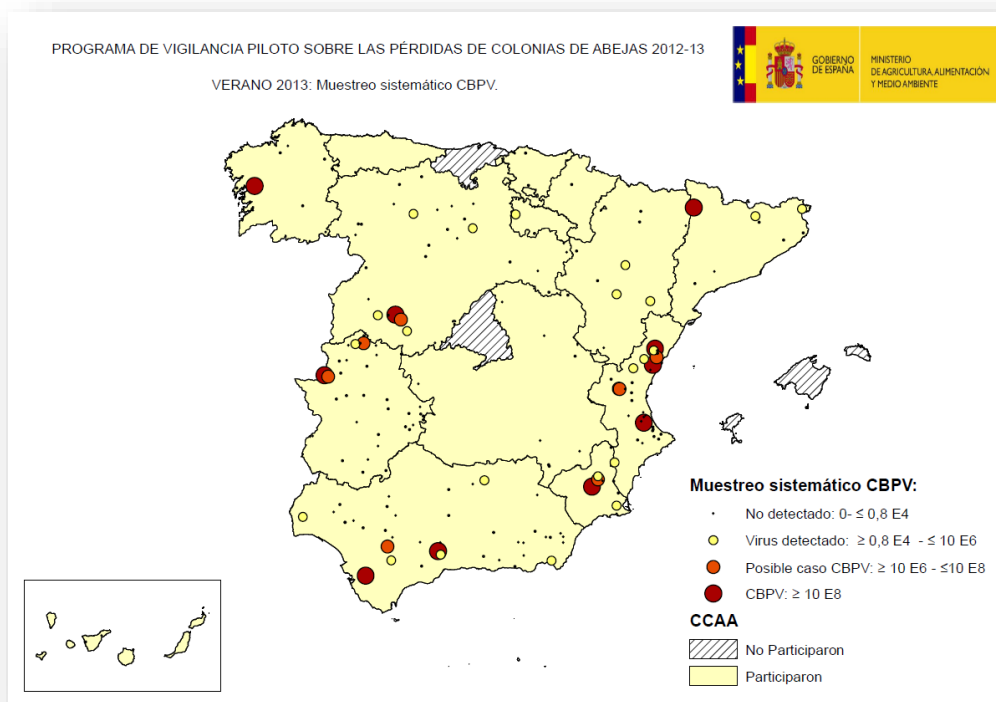 PROGRAMA DE VIGILANCIA PILOTO SOBRE LAS PÉRDIDAS DE COLONIAS DE ABEJAS 2012-13
VERANO 2013: Muestreo sistemático CBPV.
GOBIERNO
DE ESPAÑA
MINISTERIO
DE AGRICULTURA, ALIMENTACIÓN
Y MEDIO AMBIENTE
Muestreo sistemático CBPV:
No detectado: 0- ≤ 0,8 E4
Virus detectado: ≥ 0,8 E4 - ≤ 10 E6
Posible caso CBPV: ≥ 10 E6 - ≤10 E8
CBPV: ≥ 10 E8
CCAA
No Participaron
Participaron